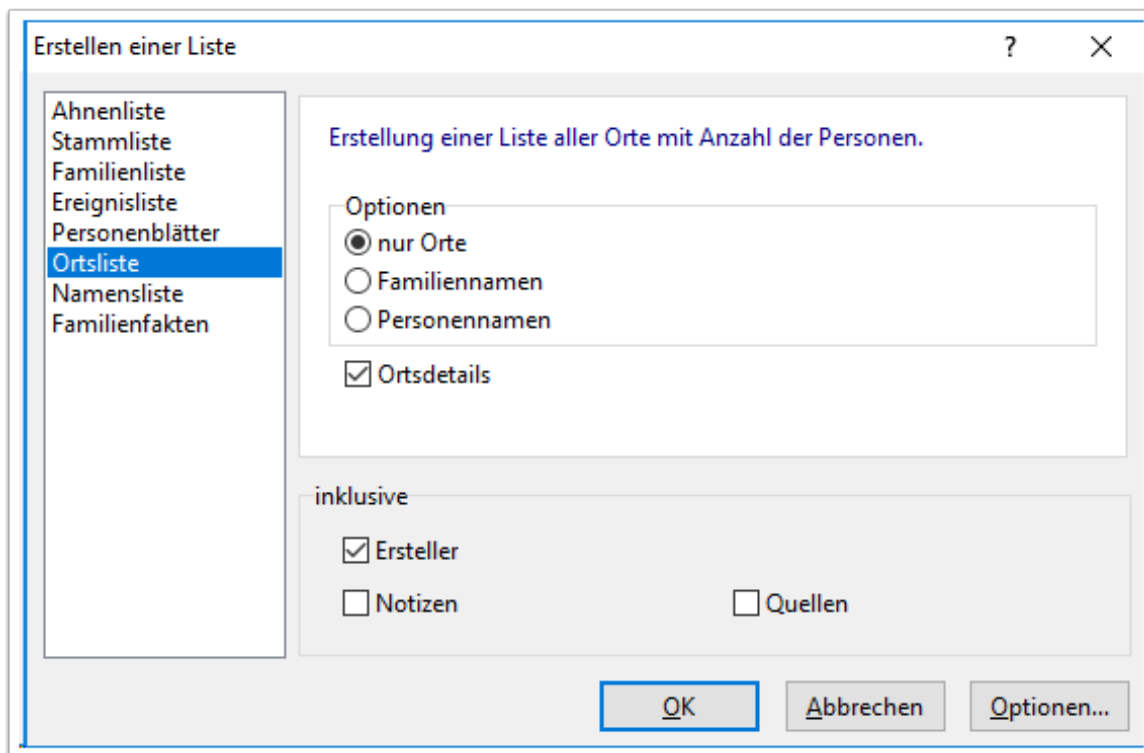 Erstellen einer Liste
?
Ahnenliste
Stammliste
Familienliste
Ereignisliste
Personenblätter
Ortsliste
Namensliste
Familienfakten
Erstellung einer Liste aller Orte mit Anzahl der Personen.
Optionen
nur Orte
Familiennamen
Personennamen
Ortsdetails
inklusive
Ersteller
Notizen Quellen
OK Abbrechen Optionen...